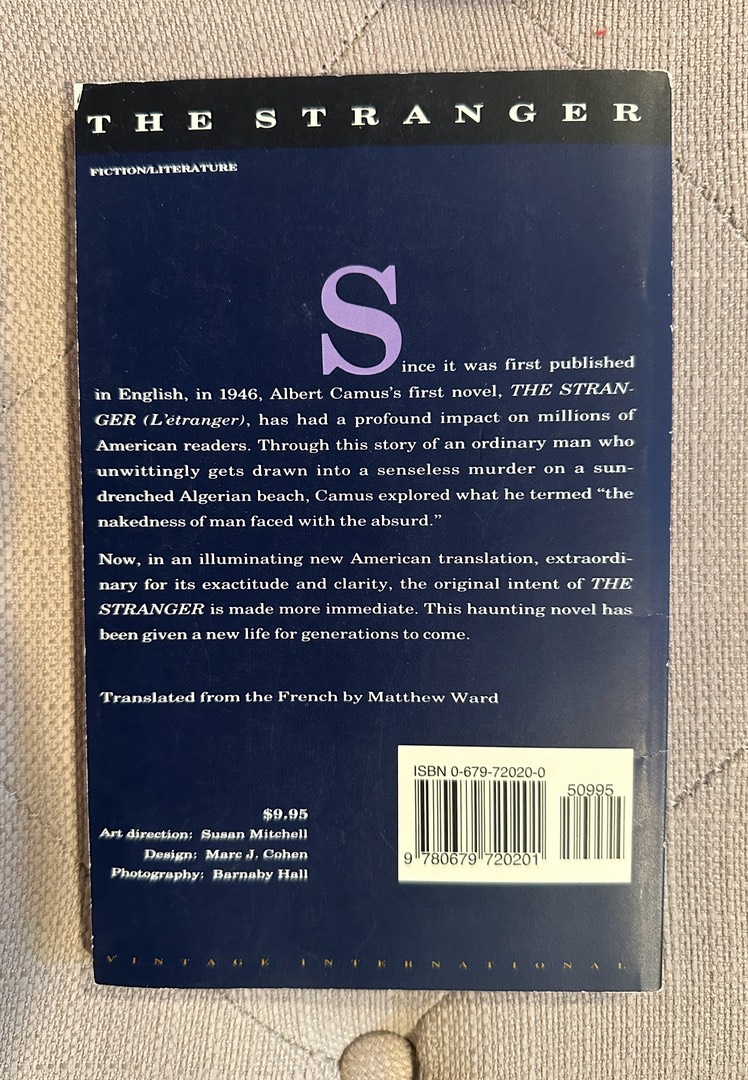 THE STRANGER
FICTION/LITERATURE
Since it was first published
in English, in 1946, Albert Camus's first novel, THE STRAN-
GER (L'étranger), has had a profound impact on millions of
American readers. Through this story of an ordinary man who
unwittingly gets drawn into a senseless murder on a sun-
drenched Algerian beach, Camus explored what he termed “the
nakedness of man faced with the absurd.”
Now, in an illuminating new American translation, extraordi-
nary for its exactitude and clarity, the original intent of THE
STRANGER is made more immediate. This haunting novel has
been given a new life for generations to come.
Translated from the French by Matthew Ward
$9.95
Art direction: Susan Mitchell
Design: Marc J. Cohen
Photography: Barnaby Hall
ISBN 0-679-72020-0
50995
9 780679 720201
VINTAGE INTERNATIONAL